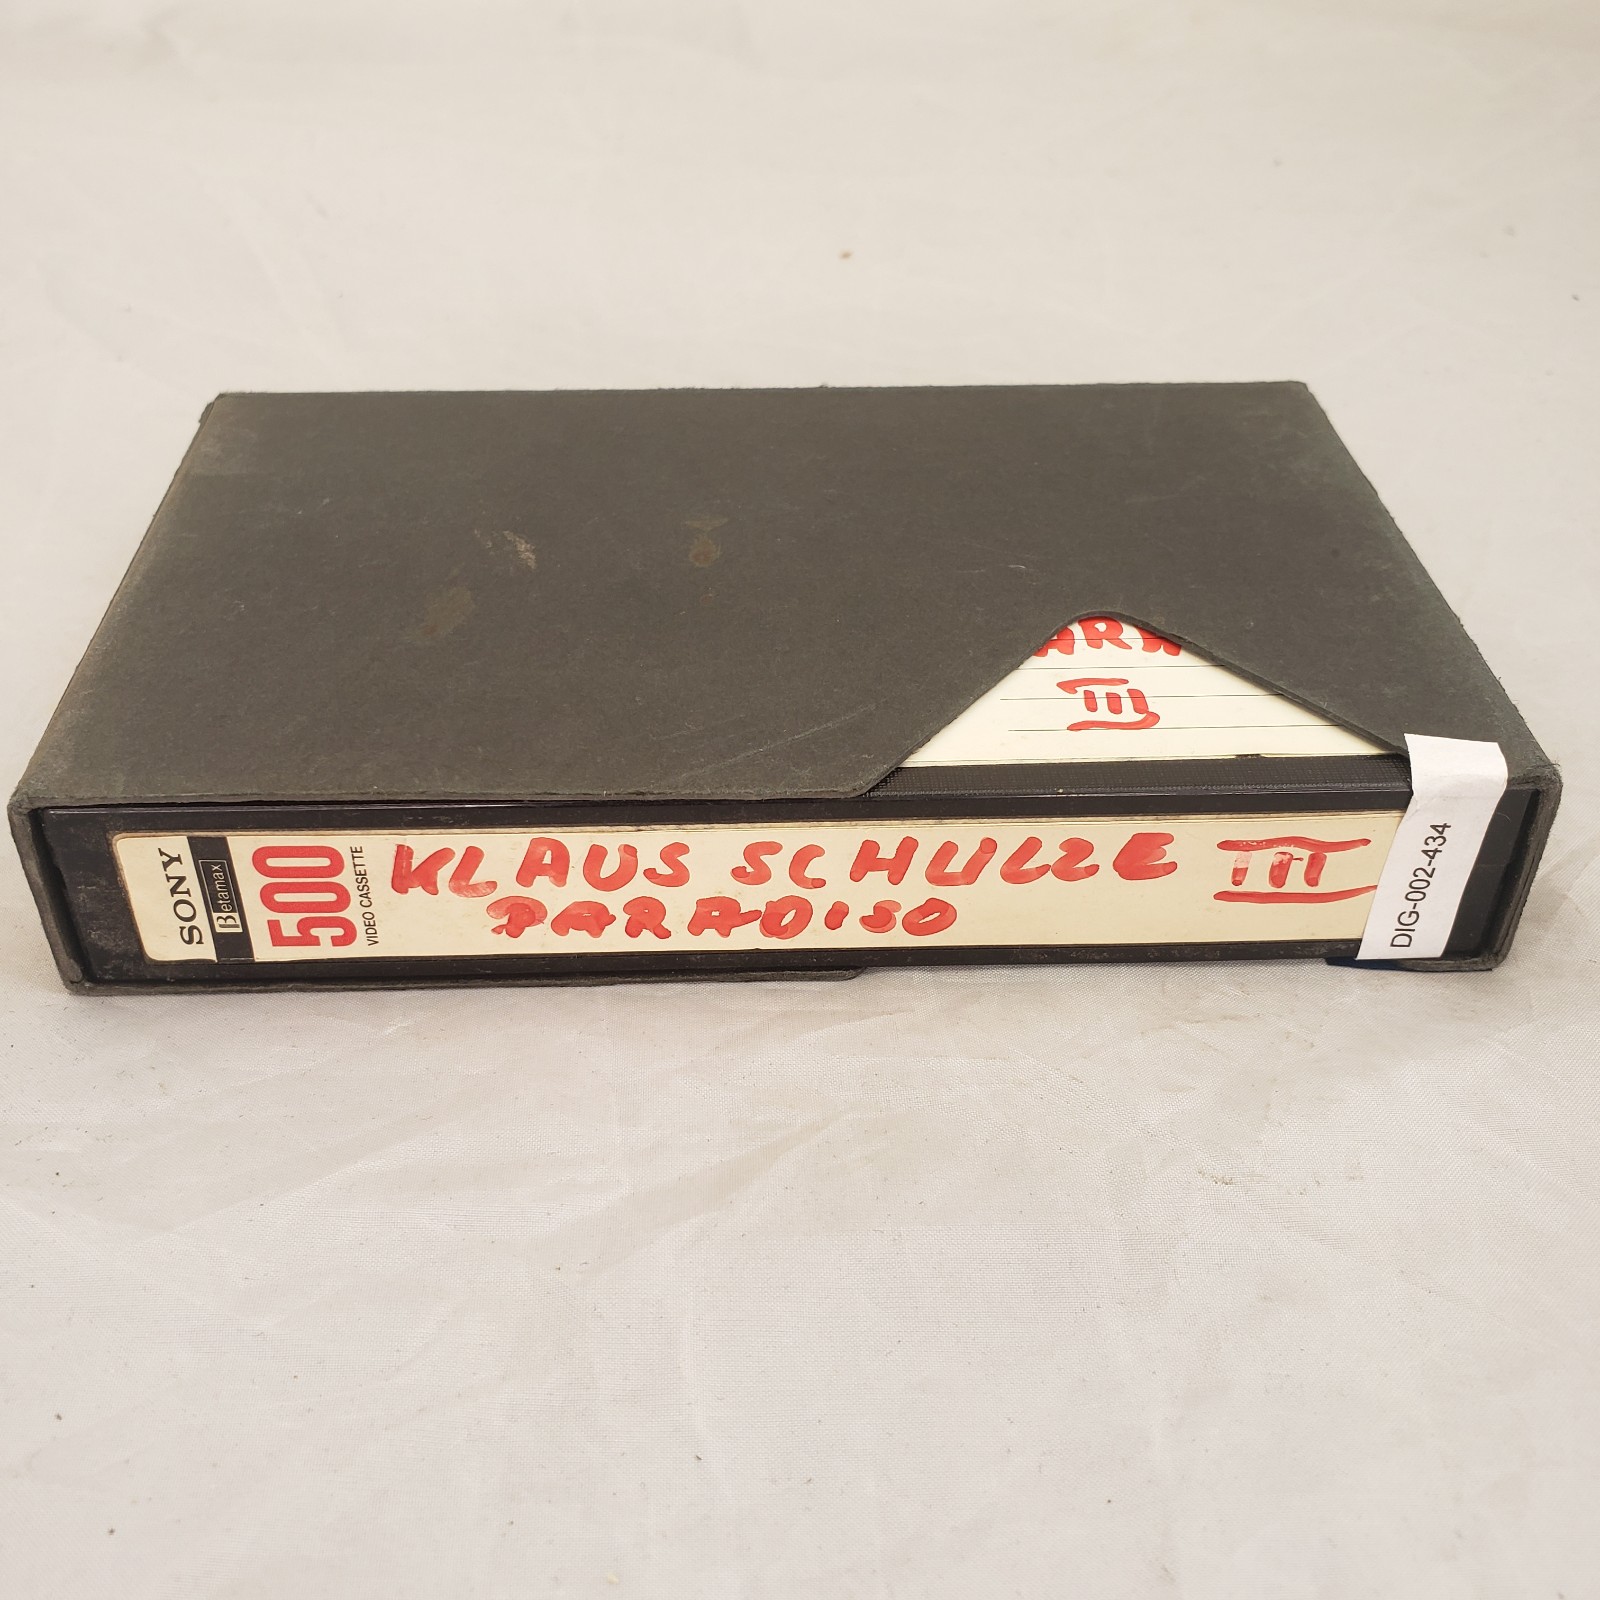 III
SONY
Betamax
500
VIDEO CASSETTE
KLAUS SCHULZE III
PARADISO
DIG-002-434